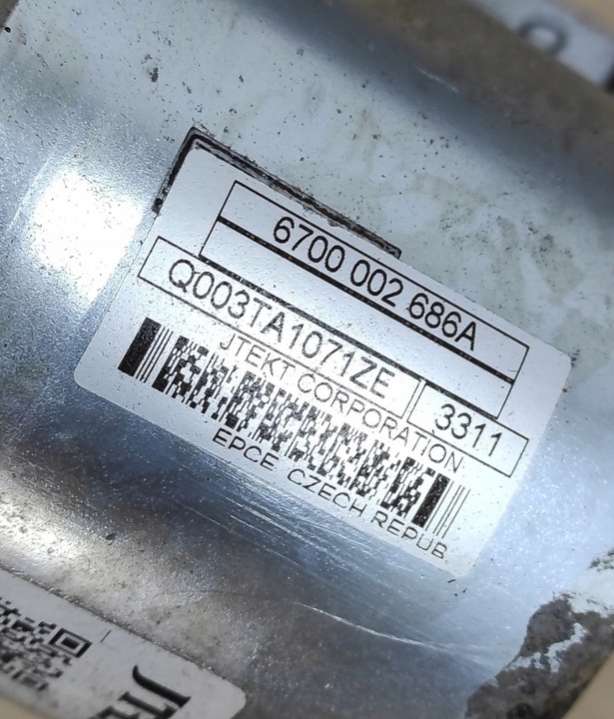 6700 002 686A
Q003TA1071ZE 3311
JTEKT CORPORATION
EPCE CZECH REPUB.